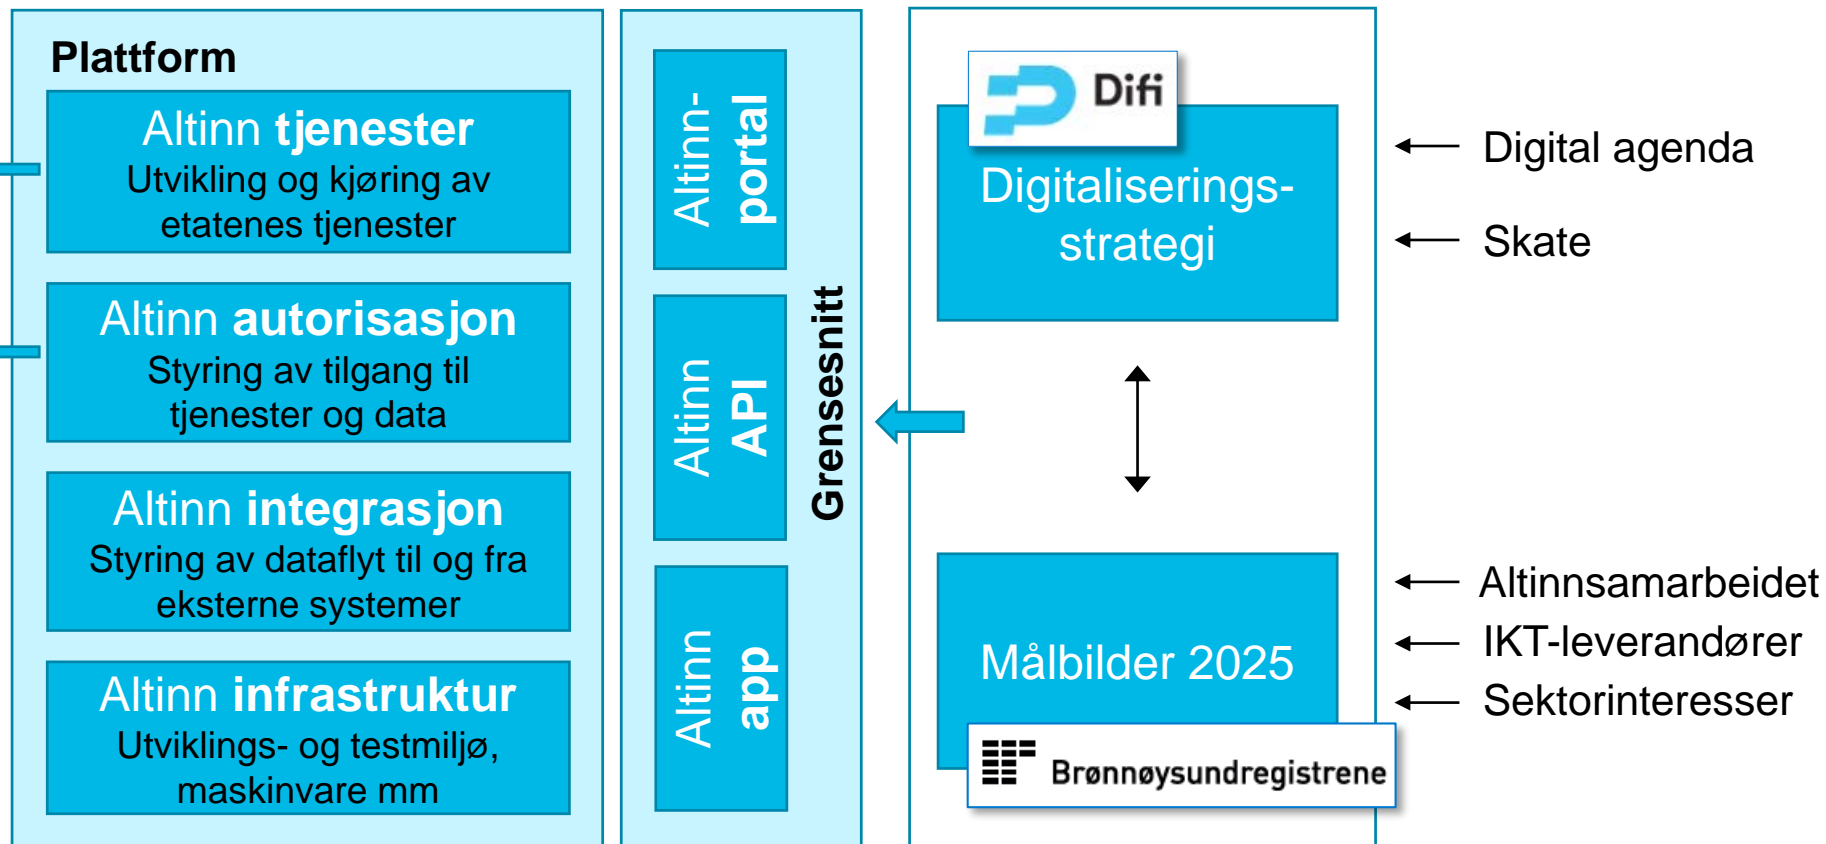 Plattform
Altinn tjenester
Utvikling og kjøring av
etatenes tjenester
Altinn autorisasjon
Styring av tilgang til
tjenester og data
Altinn integrasjon
Styring av dataflyt til og fra
eksterne systemer
Altinn infrastruktur
Utviklings- og testmiljø,
maskinvare mm
Altinn-
portal
Altinn
API
Altinn
app
Grensesnitt
Difi
Digitaliserings-
strategi
Målbilder 2025
Brønnøysundregistrene
Digital agenda
Skate
Altinnsamarbeidet
IKT-leverandører
Sektorinteresser